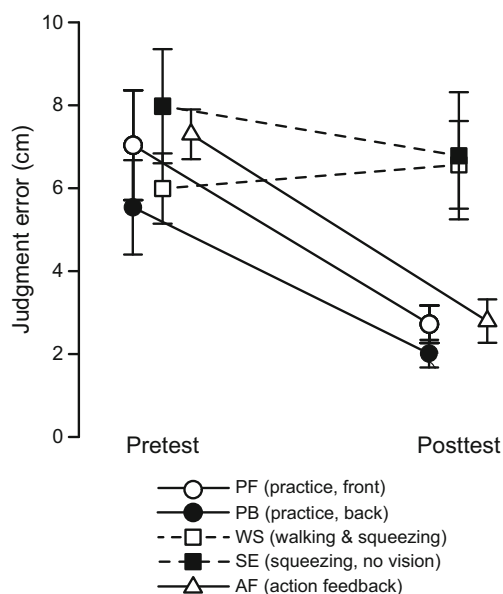 10
8
6
4
2
0
Judgment error (cm)
Pretest Posttest
PF (practice, front)
PB (practice, back)
WS (walking & squeezing)
SE (squeezing, no vision)
AF (action feedback)